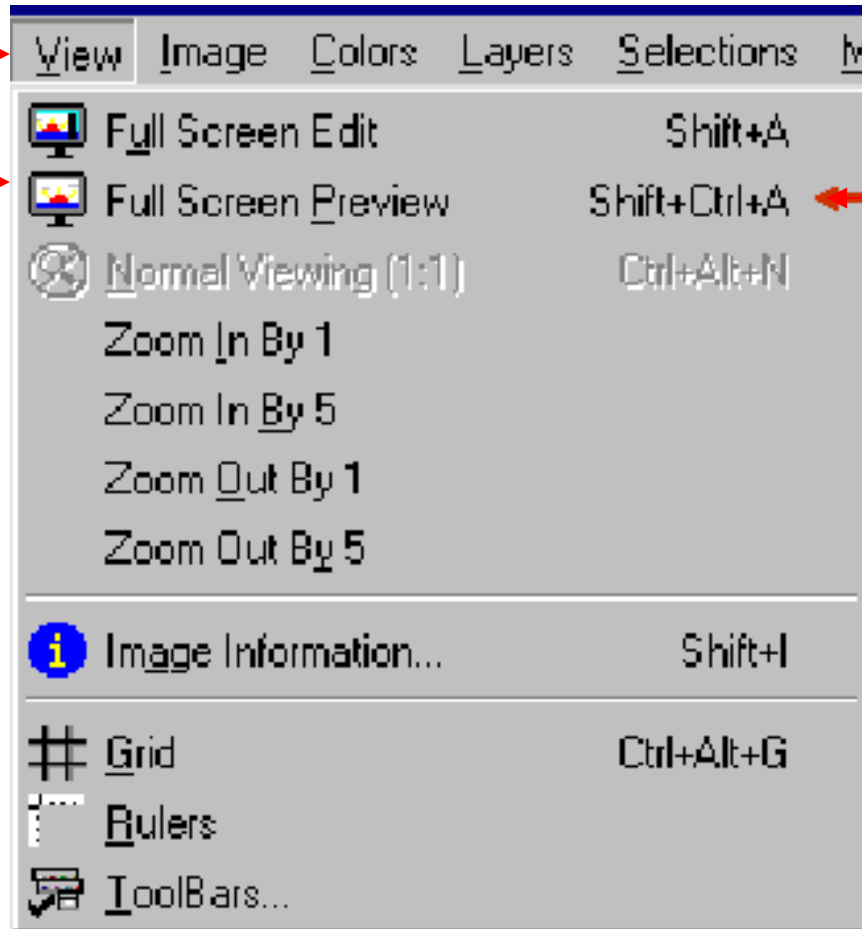 View Image Colors Layers Selections
Full Screen Edit Shift+A
Full Screen Preview Shift+Ctrl+A
Normal Viewing (1:1) Ctrl+Alt+N
Zoom In By 1
Zoom In By 5
Zoom Out By 1
Zoom Out By 5
Image Information... Shift+I
Grid Ctrl+Alt+G
Rulers
ToolBars...